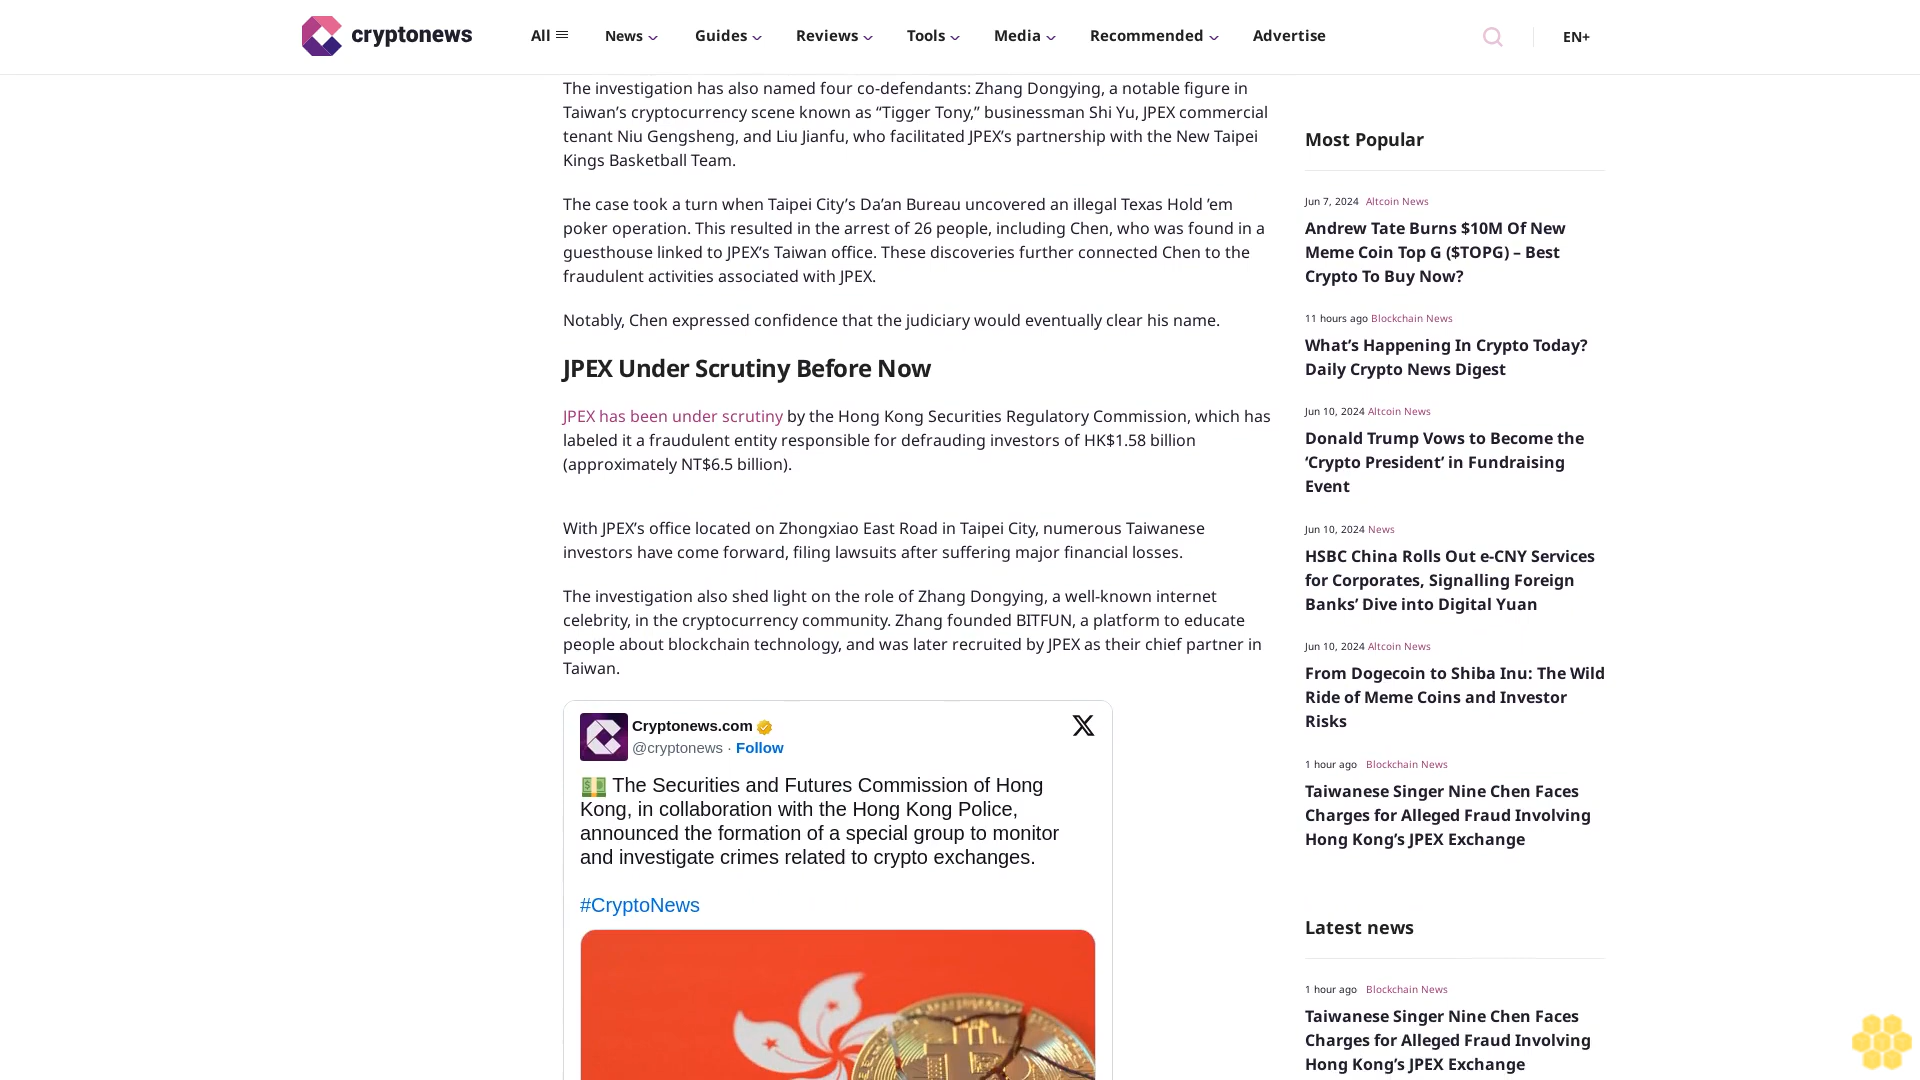 cryptonews
All
News
Guides
Reviews
Tools
Media
Recommended
Advertise
EN+
The investigation has also named four co-defendants: Zhang Dongying, a notable figure in
Taiwan’s cryptocurrency scene known as “Tigger Tony,” businessman Shi Yu, JPEX commercial
tenant Niu Gengsheng, and Liu Jianfu, who facilitated JPEX’s partnership with the New Taipei
Kings Basketball Team.
The case took a turn when Taipei City’s Da’an Bureau uncovered an illegal Texas Hold ’em
poker operation. This resulted in the arrest of 26 people, including Chen, who was found in a
guesthouse linked to JPEX’s Taiwan office. These discoveries further connected Chen to the
fraudulent activities associated with JPEX.
Notably, Chen expressed confidence that the judiciary would eventually clear his name.
JPEX Under Scrutiny Before Now
JPEX has been under scrutiny by the Hong Kong Securities Regulatory Commission, which has
labeled it a fraudulent entity responsible for defrauding investors of HK$1.58 billion
(approximately NT$6.5 billion).
With JPEX’s office located on Zhongxiao East Road in Taipei City, numerous Taiwanese
investors have come forward, filing lawsuits after suffering major financial losses.
The investigation also shed light on the role of Zhang Dongying, a well-known internet
celebrity, in the cryptocurrency community. Zhang founded BITFUN, a platform to educate
people about blockchain technology, and was later recruited by JPEX as their chief partner in
Taiwan.
Cryptonews.com
@cryptonews · Follow
The Securities and Futures Commission of Hong
Kong, in collaboration with the Hong Kong Police,
announced the formation of a special group to monitor
and investigate crimes related to crypto exchanges.
#CryptoNews
Most Popular
Jun 7, 2024 Altcoin News
Andrew Tate Burns $10M Of New
Meme Coin Top G ($TOPG) – Best
Crypto To Buy Now?
11 hours ago Blockchain News
What’s Happening In Crypto Today?
Daily Crypto News Digest
Jun 10, 2024 Altcoin News
Donald Trump Vows to Become the
‘Crypto President’ in Fundraising
Event
Jun 10, 2024 News
HSBC China Rolls Out e-CNY Services
for Corporates, Signalling Foreign
Banks’ Dive into Digital Yuan
Jun 10, 2024 Altcoin News
From Dogecoin to Shiba Inu: The Wild
Ride of Meme Coins and Investor
Risks
1 hour ago Blockchain News
Taiwanese Singer Nine Chen Faces
Charges for Alleged Fraud Involving
Hong Kong’s JPEX Exchange
Latest news
1 hour ago Blockchain News
Taiwanese Singer Nine Chen Faces
Charges for Alleged Fraud Involving
Hong Kong’s JPEX Exchange